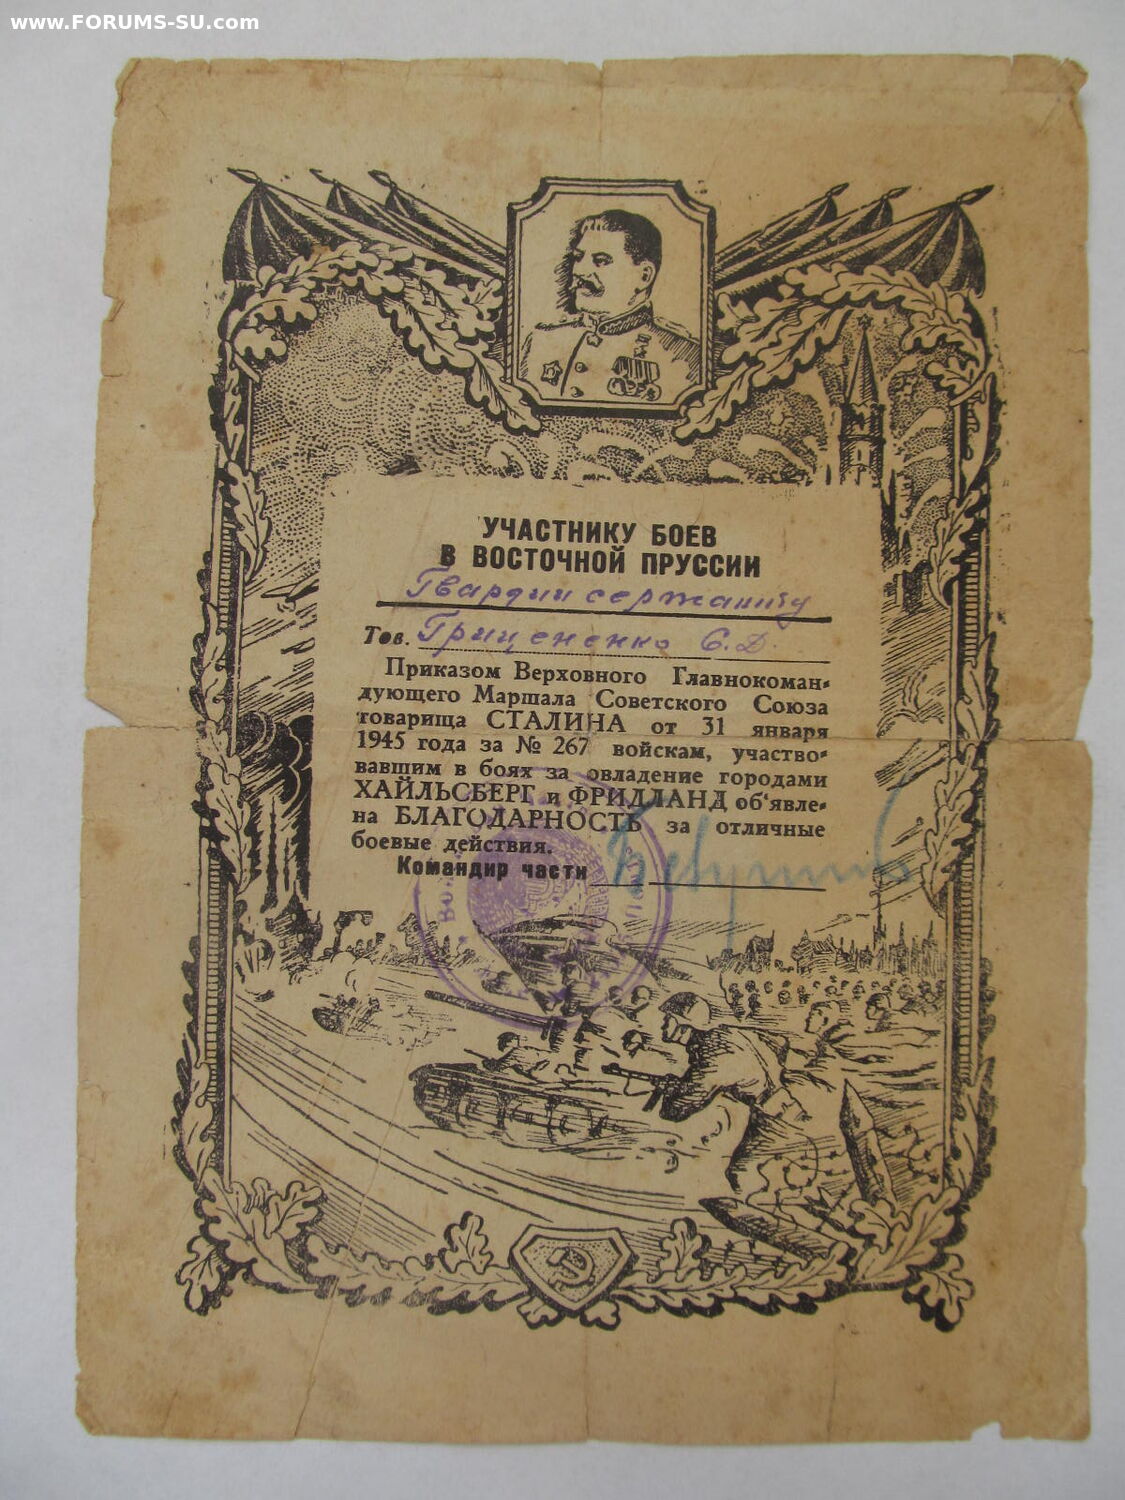 www.FORUMS-SU.com
УЧАСТНИКУ БОЕВ
В ВОСТОЧНОЙ ПРУССИИ
Гвардии сержанту
Тов. Гриценко С.Д.
Приказом Верховного Главнокоман-
дующего Маршала Советского Союза
товарища СТАЛИНА от 31 января
1945 года за № 267 войскам, участво-
вавшим в боях за овладение городами
ХАЙЛЬСБЕРГ и ФРИДЛАНД об'явле-
на БЛАГОДАРНОСТЬ за отличные
боевые действия.
Командир части